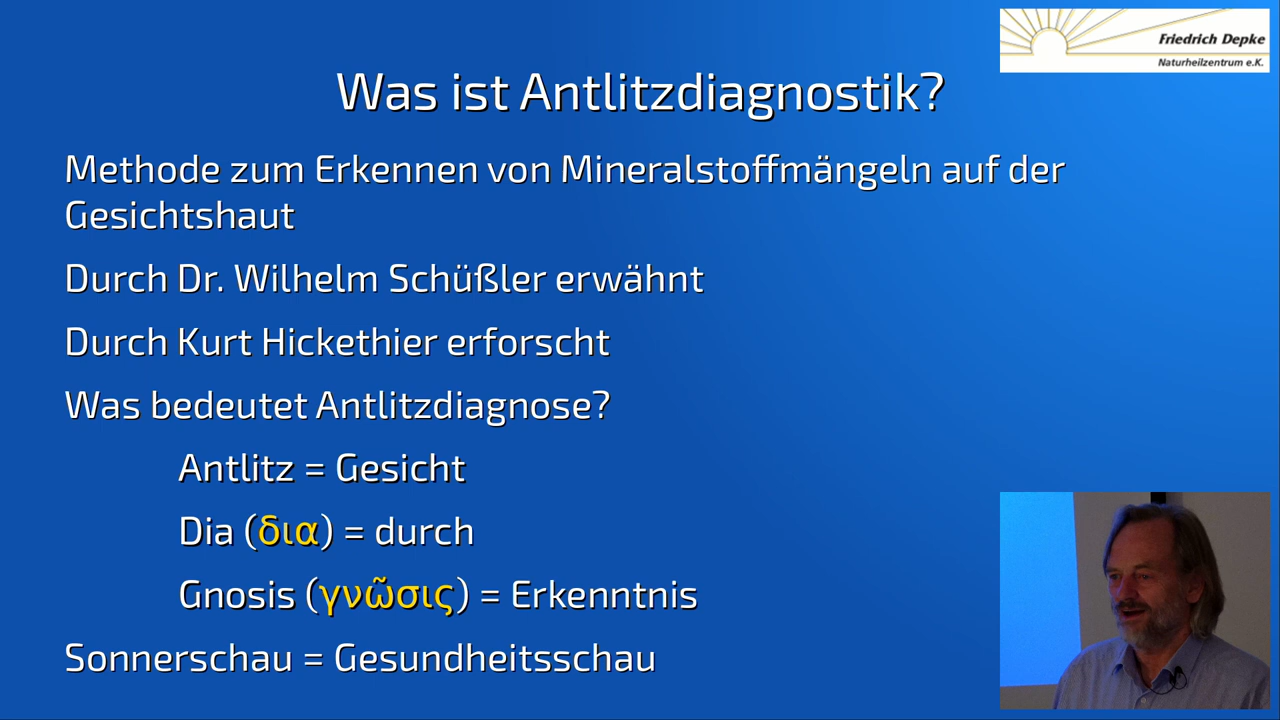 Friedrich Depke
Naturheilzentrum e.K.
Was ist Antlitzdiagnostik?
Methode zum Erkennen von Mineralstoffmängeln auf der
Gesichtshaut
Durch Dr. Wilhelm Schüßler erwähnt
Durch Kurt Hickethier erforscht
Was bedeutet Antlitzdiagnose?
Antlitz = Gesicht
Dia (δια) = durch
Gnosis (γνῶσις) = Erkenntnis
Sonnerschau = Gesundheitsschau